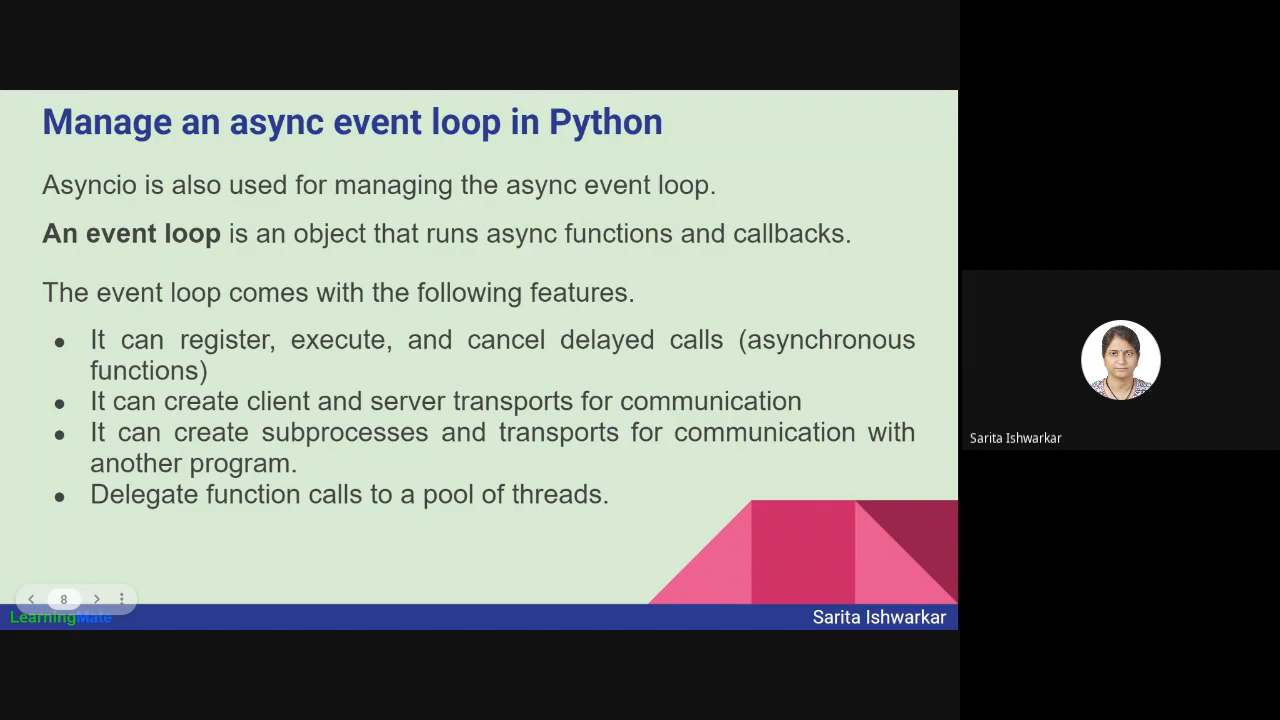 Manage an async event loop in Python
Asyncio is also used for managing the async event loop.
An event loop is an object that runs async functions and callbacks.
The event loop comes with the following features.
● It can register, execute, and cancel delayed calls (asynchronous
functions)
● It can create client and server transports for communication
● It can create subprocesses and transports for communication with
another program.
● Delegate function calls to a pool of threads.
8
LearningMate
Sarita Ishwarkar
Sarita Ishwarkar